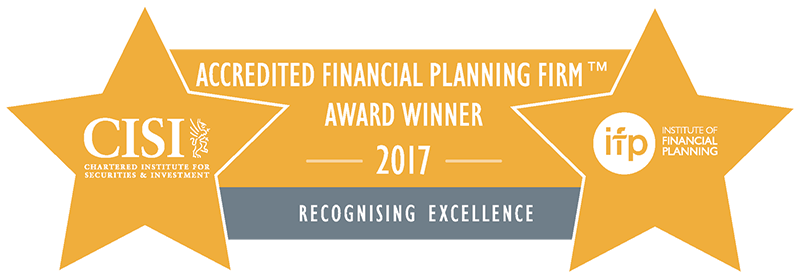 CISI
CHARTERED INSTITUTE FOR
SECURITIES & INVESTMENT
ACCREDITED FINANCIAL PLANNING FIRM™
AWARD WINNER
2017
RECOGNISING EXCELLENCE
ifp
INSTITUTE OF
FINANCIAL
PLANNING